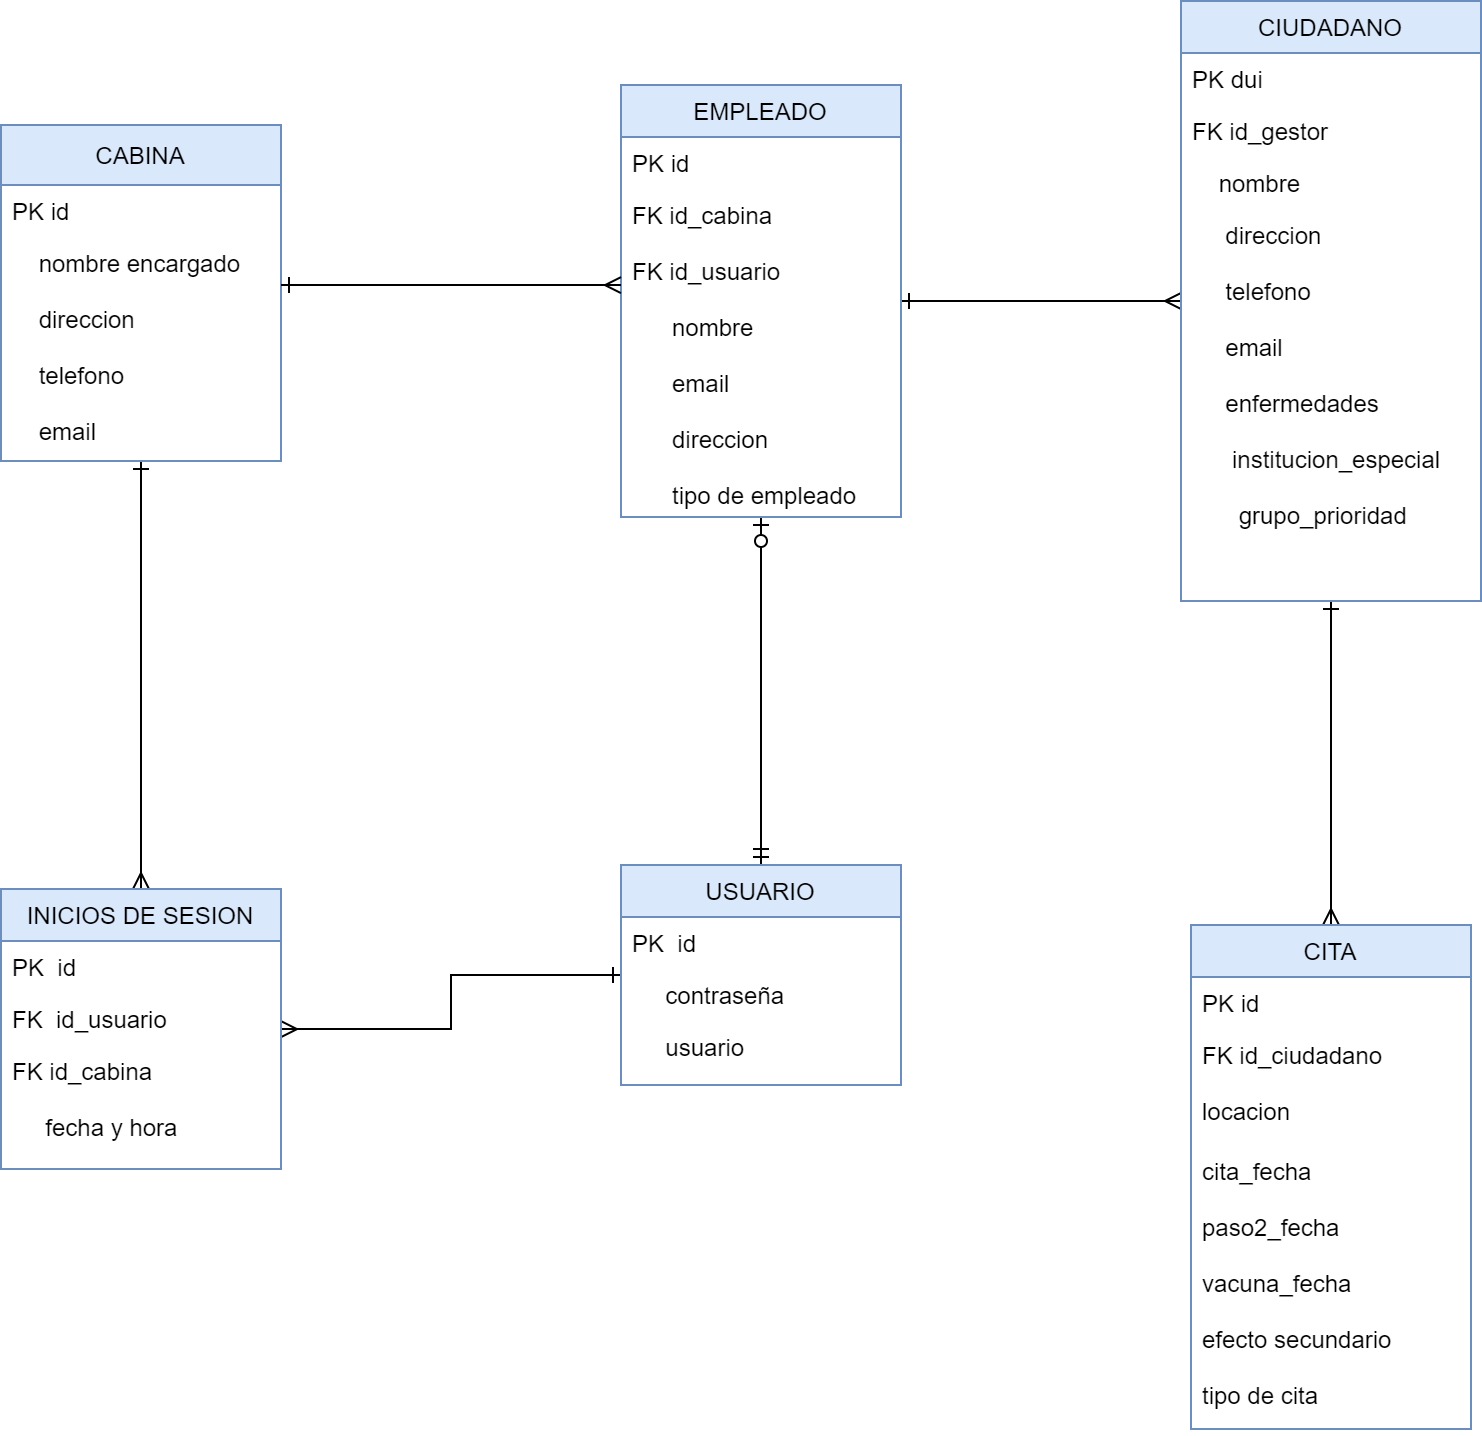 CABINA
PK id
nombre encargado
direccion
telefono
email
EMPLEADO
PK id
FK id_cabina
FK id_usuario
nombre
email
direccion
tipo de empleado
CIUDADANO
PK dui
FK id_gestor
nombre
direccion
telefono
email
enfermedades
institucion_especial
grupo_prioridad
INICIOS DE SESION
PK  id
FK  id_usuario
FK id_cabina
fecha y hora
USUARIO
PK  id
contraseña
usuario
CITA
PK id
FK id_ciudadano
locacion
cita_fecha
paso2_fecha
vacuna_fecha
efecto secundario
tipo de cita